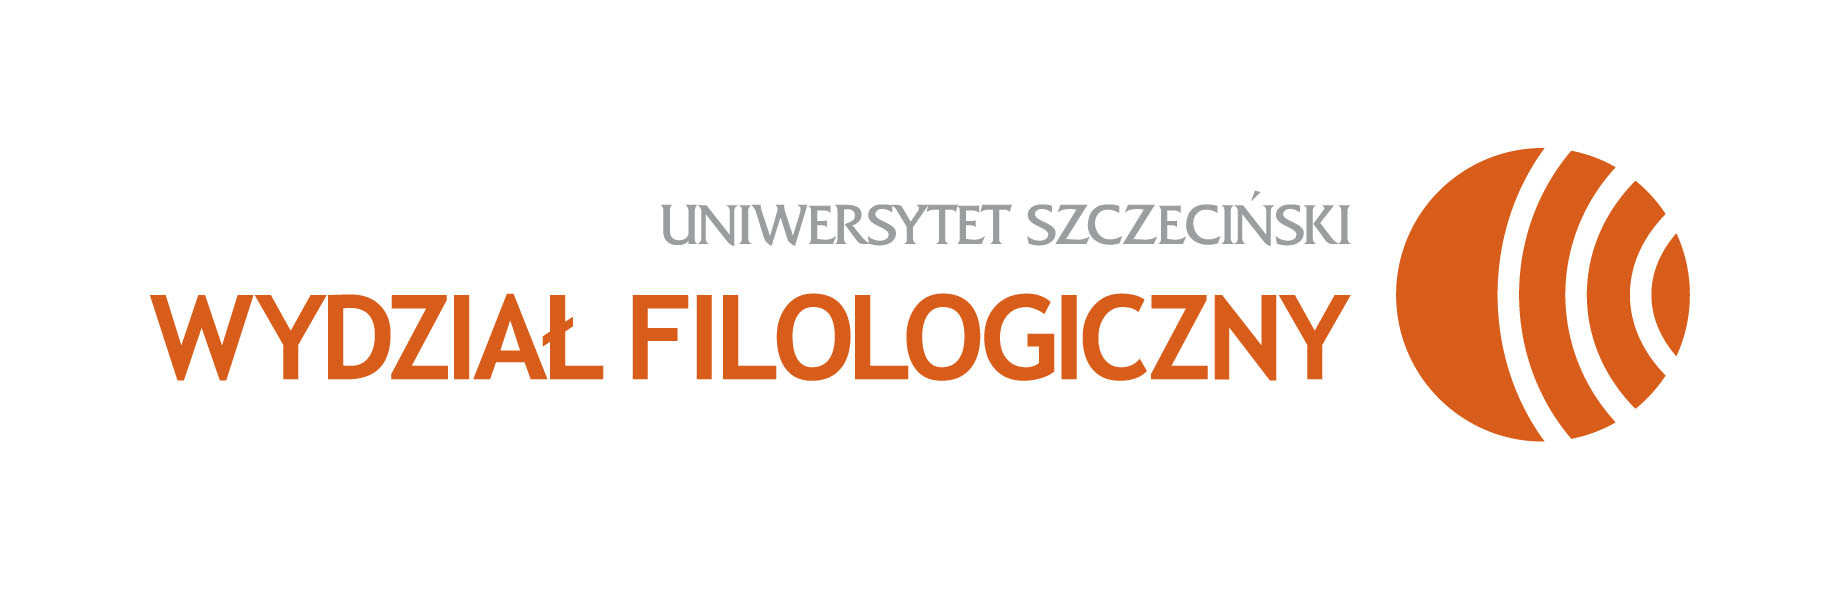 UNIWERSYTET SZCZECIŃSKI
WYDZIAŁ FILOLOGICZNY